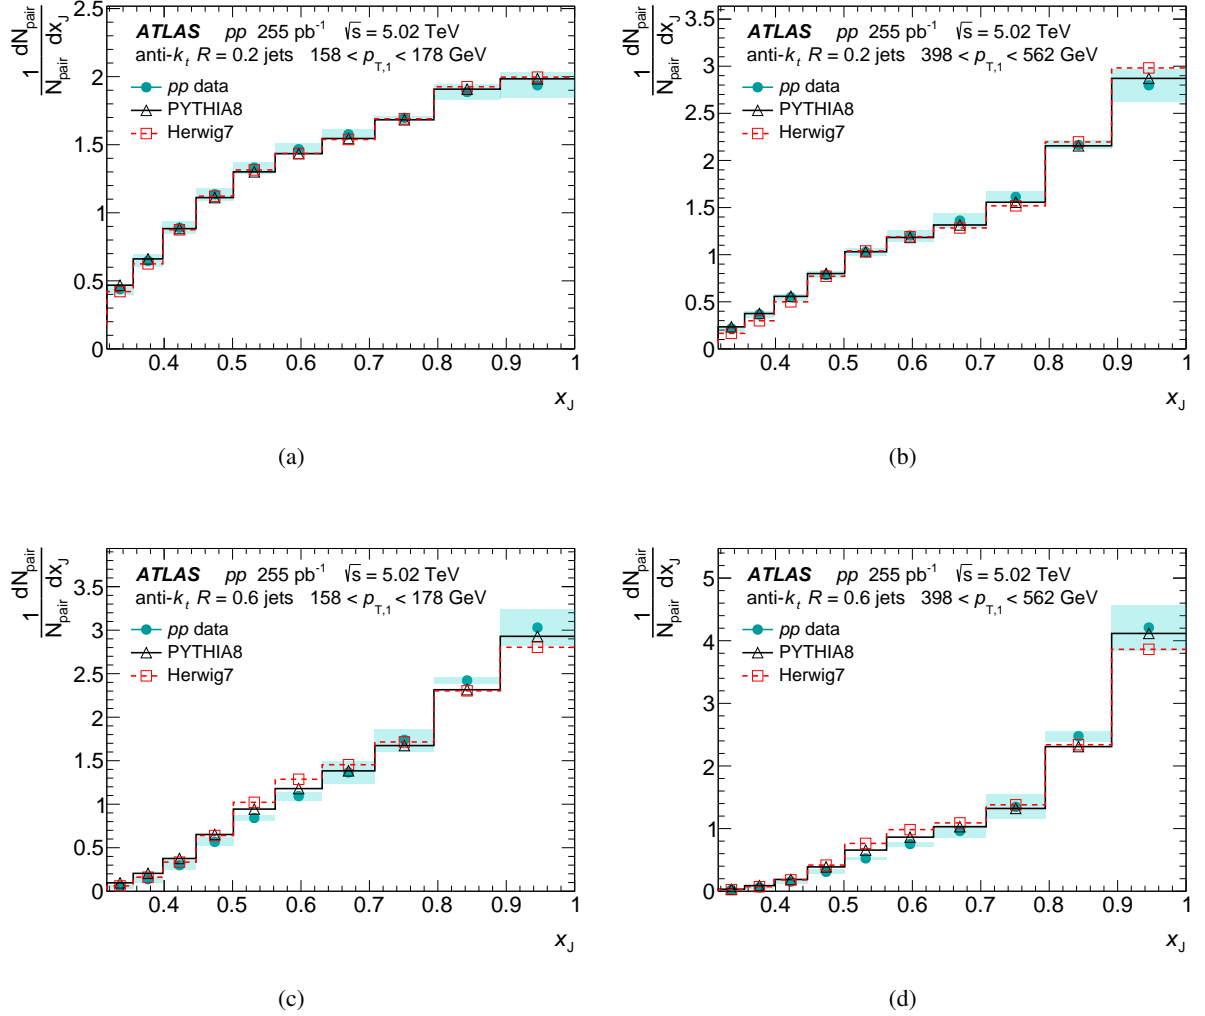 1/N_pair dN_pair/dx_J
ATLAS pp 255 pb⁻¹ √s = 5.02 TeV
anti-k_t R = 0.2 jets 158 < p_T,1 < 178 GeV
pp data
PYTHIA8
Herwig7
2.5
2
1.5
1
0.5
0
0.4 0.5 0.6 0.7 0.8 0.9 1
x_J
(a)
1/N_pair dN_pair/dx_J
ATLAS pp 255 pb⁻¹ √s = 5.02 TeV
anti-k_t R = 0.2 jets 398 < p_T,1 < 562 GeV
pp data
PYTHIA8
Herwig7
3.5
3
2.5
2
1.5
1
0.5
0
0.4 0.5 0.6 0.7 0.8 0.9 1
x_J
(b)
1/N_pair dN_pair/dx_J
ATLAS pp 255 pb⁻¹ √s = 5.02 TeV
anti-k_t R = 0.6 jets 158 < p_T,1 < 178 GeV
pp data
PYTHIA8
Herwig7
3.5
3
2.5
2
1.5
1
0.5
0
0.4 0.5 0.6 0.7 0.8 0.9 1
x_J
(c)
1/N_pair dN_pair/dx_J
ATLAS pp 255 pb⁻¹ √s = 5.02 TeV
anti-k_t R = 0.6 jets 398 < p_T,1 < 562 GeV
pp data
PYTHIA8
Herwig7
5
4
3
2
1
0
0.4 0.5 0.6 0.7 0.8 0.9 1
x_J
(d)